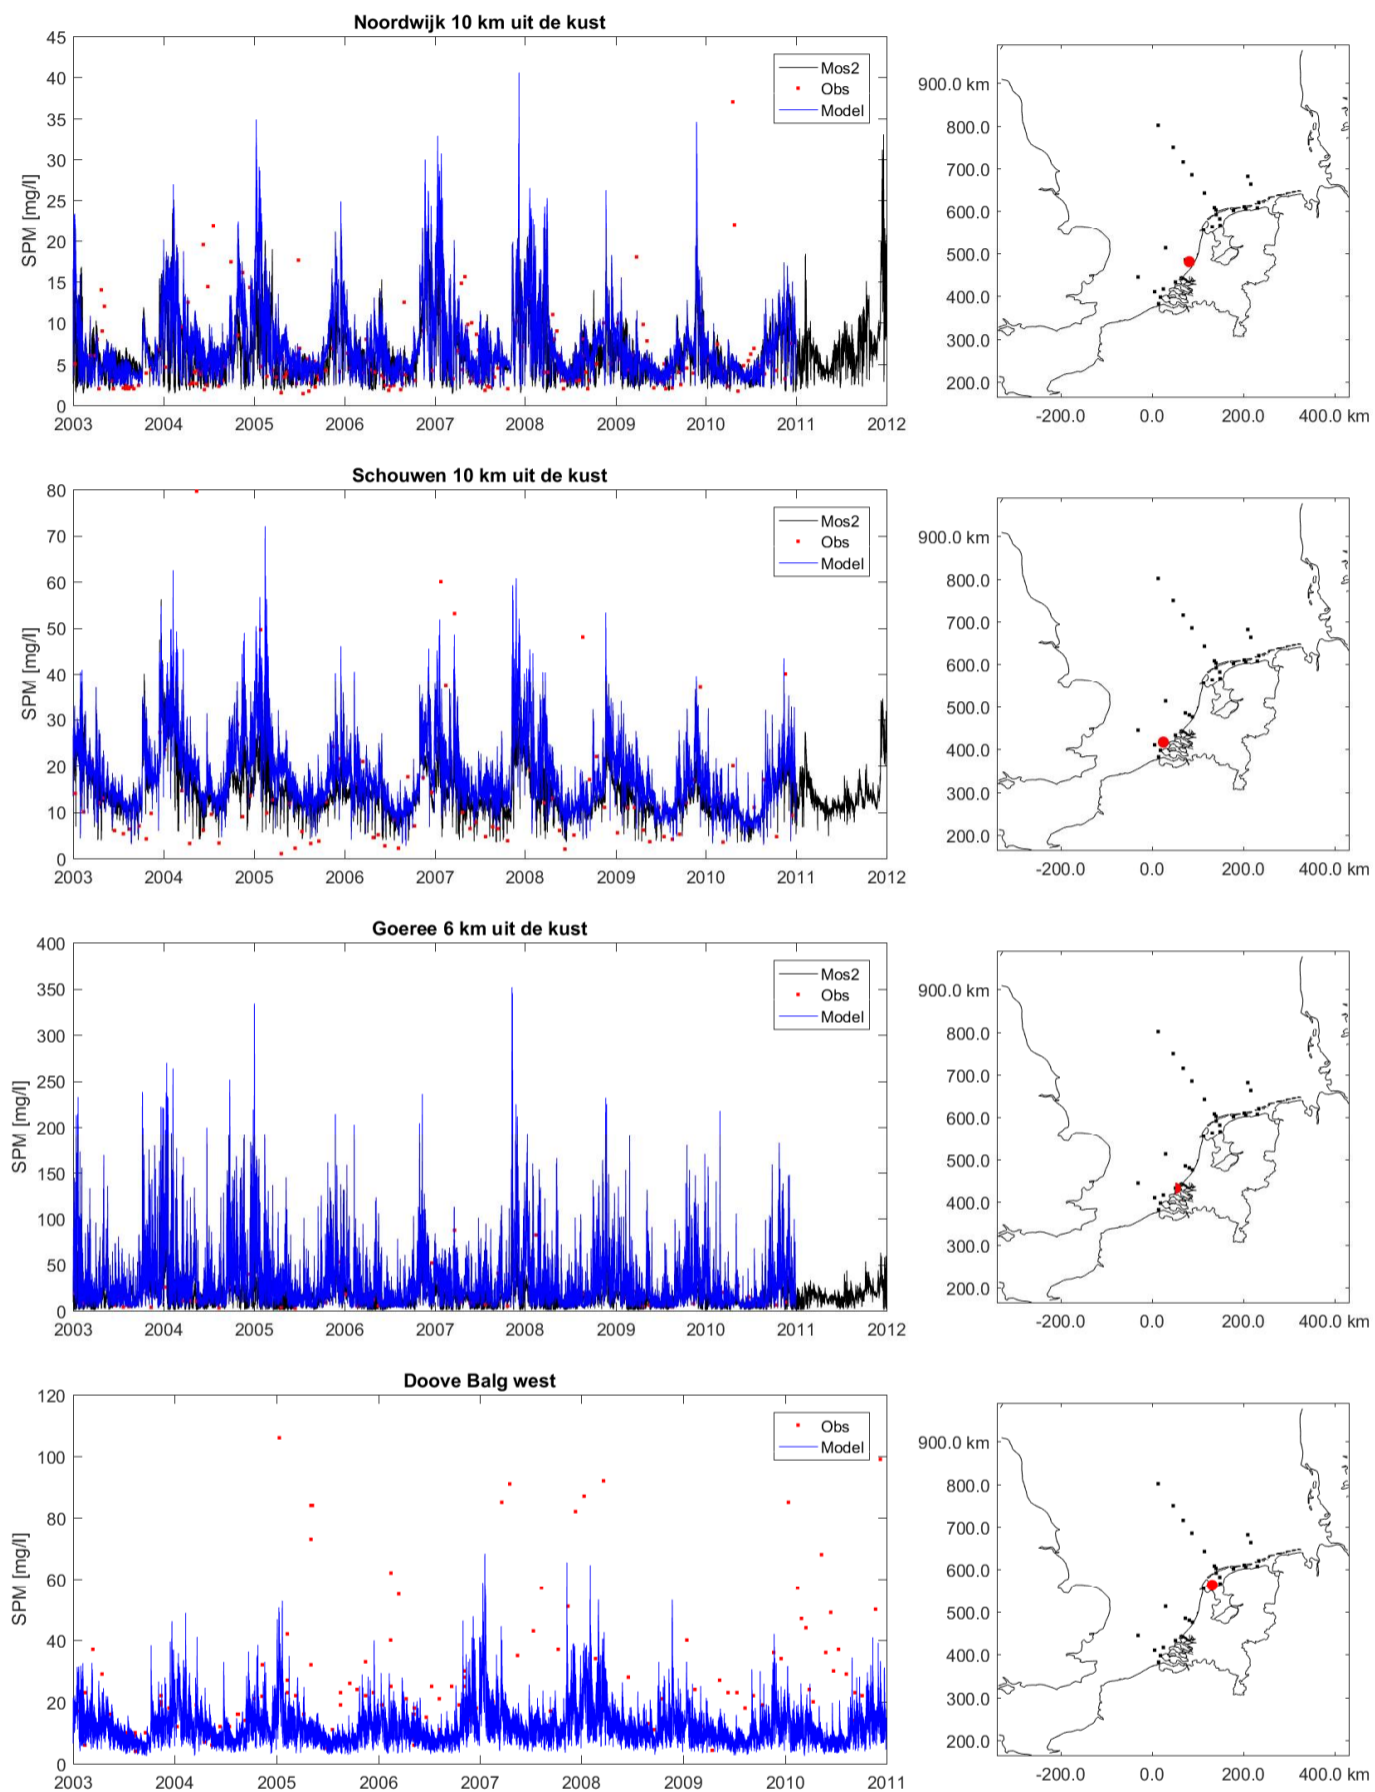 Noordwijk 10 km uit de kust
45
40
35
30
25
20
15
10
5
0
SPM [mg/l]
2003 2004 2005 2006 2007 2008 2009 2010 2011 2012
Mos2
Obs
Model
900.0 km
800.0
700.0
600.0
500.0
400.0
300.0
200.0
-200.0 0.0 200.0 400.0 km
Schouwen 10 km uit de kust
80
70
60
50
40
30
20
10
0
SPM [mg/l]
2003 2004 2005 2006 2007 2008 2009 2010 2011 2012
Mos2
Obs
Model
900.0 km
800.0
700.0
600.0
500.0
400.0
300.0
200.0
-200.0 0.0 200.0 400.0 km
Goeree 6 km uit de kust
400
350
300
250
200
150
100
50
0
SPM [mg/l]
2003 2004 2005 2006 2007 2008 2009 2010 2011 2012
Mos2
Obs
Model
900.0 km
800.0
700.0
600.0
500.0
400.0
300.0
200.0
-200.0 0.0 200.0 400.0 km
Doove Balg west
120
100
80
60
40
20
0
SPM [mg/l]
2003 2004 2005 2006 2007 2008 2009 2010 2011
Obs
Model
900.0 km
800.0
700.0
600.0
500.0
400.0
300.0
200.0
-200.0 0.0 200.0 400.0 km